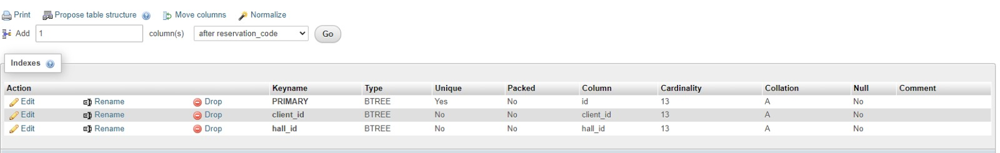 Print Propose table structure Move columns Normalize
Add 1 column(s) after reservation_code Go
Indexes
Action Keyname Type Unique Packed Column Cardinality Collation Null Comment
Edit Rename Drop PRIMARY BTREE Yes No id 13 A No
Edit Rename Drop client_id BTREE No No client_id 13 A No
Edit Rename Drop hall_id BTREE No No hall_id 13 A No